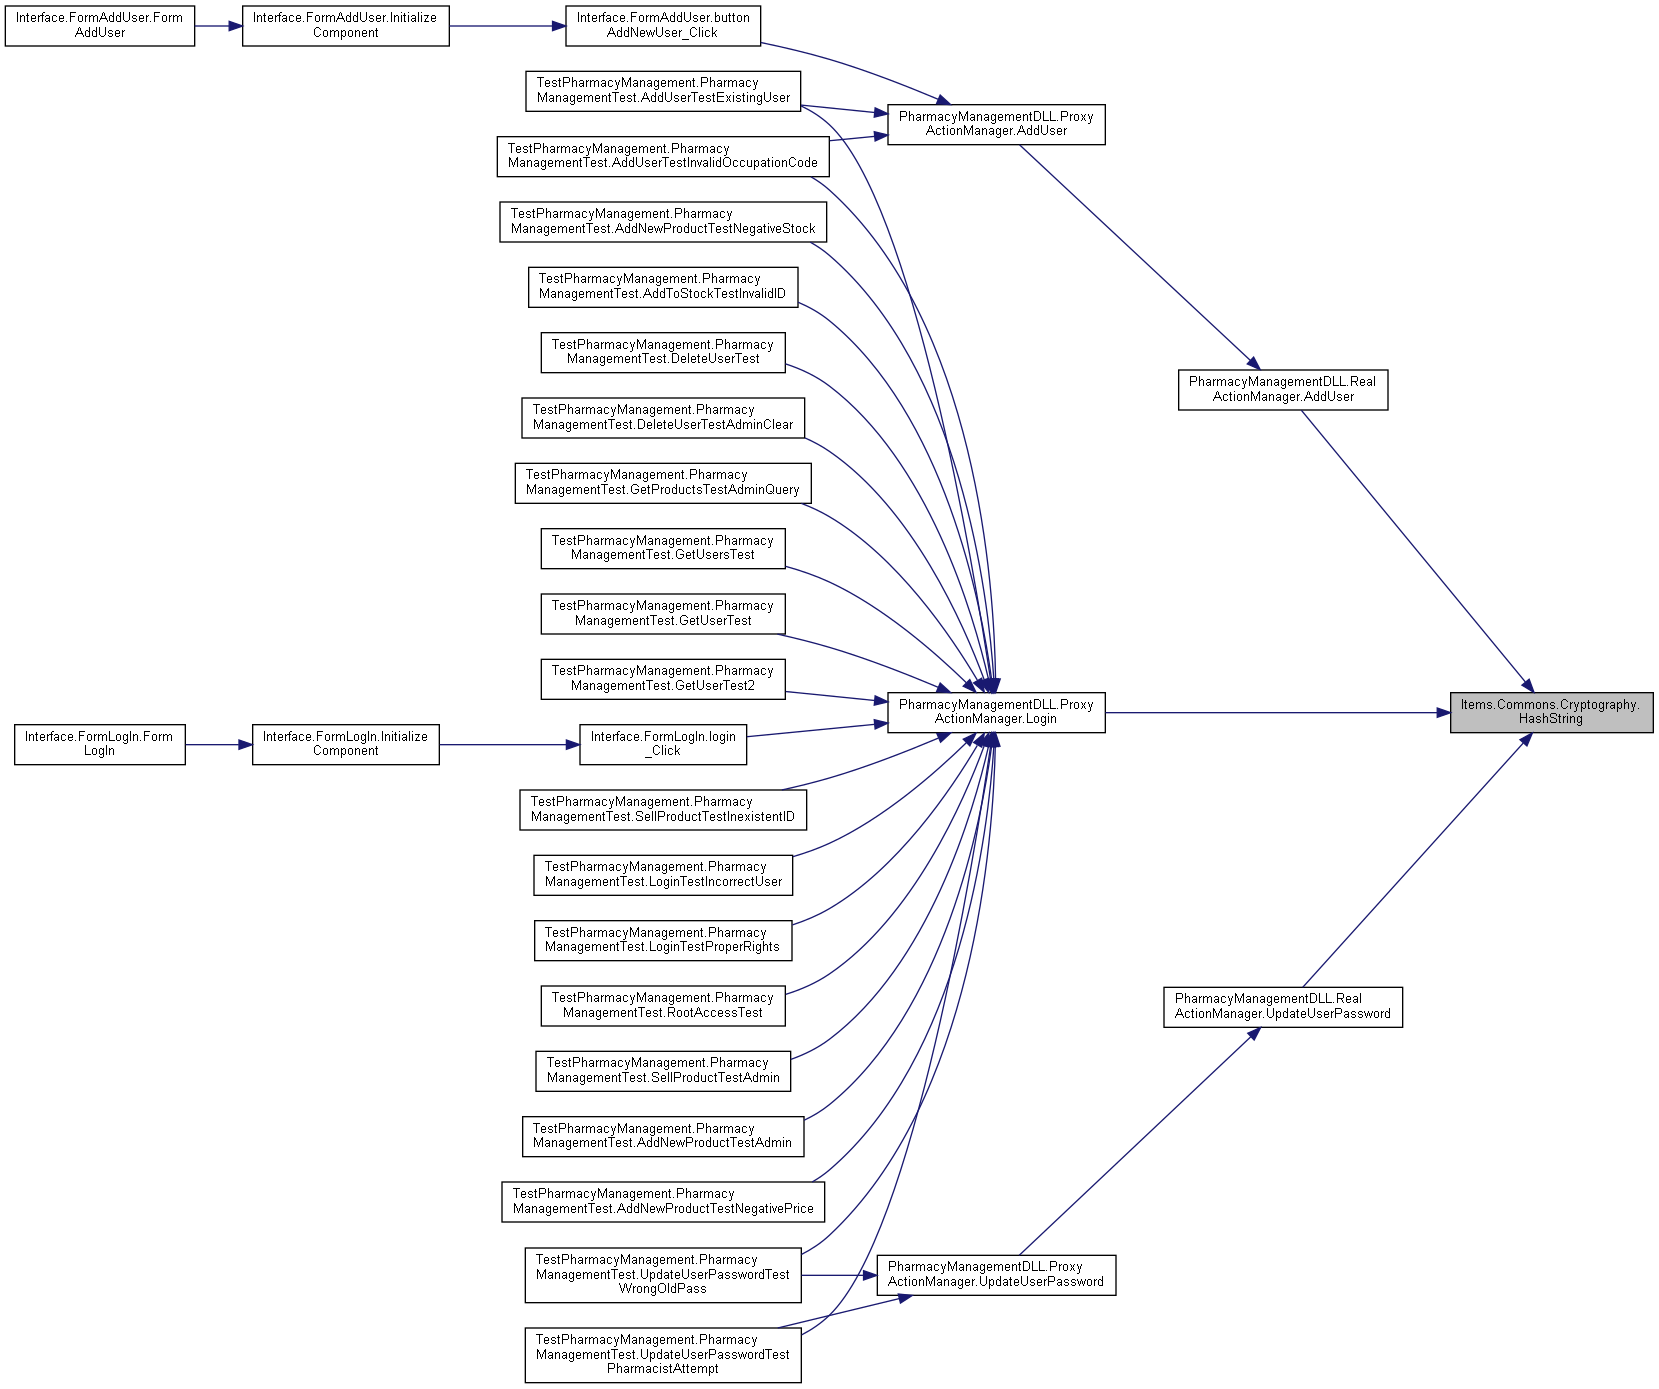 Interface.FormAddUser.Form
AddUser
Interface.FormAddUser.Initialize
Component
Interface.FormAddUser.button
AddNewUser_Click
TestPharmacyManagement.Pharmacy
ManagementTest.AddUserTestExistingUser
PharmacyManagementDLL.Proxy
ActionManager.AddUser
TestPharmacyManagement.Pharmacy
ManagementTest.AddUserTestInvalidOccupationCode
TestPharmacyManagement.Pharmacy
ManagementTest.AddNewProductTestNegativeStock
TestPharmacyManagement.Pharmacy
ManagementTest.AddToStockTestInvalidID
TestPharmacyManagement.Pharmacy
ManagementTest.DeleteUserTest
PharmacyManagementDLL.Real
ActionManager.AddUser
TestPharmacyManagement.Pharmacy
ManagementTest.DeleteUserTestAdminClear
TestPharmacyManagement.Pharmacy
ManagementTest.GetProductsTestAdminQuery
TestPharmacyManagement.Pharmacy
ManagementTest.GetUsersTest
TestPharmacyManagement.Pharmacy
ManagementTest.GetUserTest
TestPharmacyManagement.Pharmacy
ManagementTest.GetUserTest2
PharmacyManagementDLL.Proxy
ActionManager.Login
Items.Commons.Cryptography.
HashString
Interface.FormLogIn.Form
LogIn
Interface.FormLogIn.Initialize
Component
Interface.FormLogIn.login
_Click
TestPharmacyManagement.Pharmacy
ManagementTest.SellProductTestInexistentID
TestPharmacyManagement.Pharmacy
ManagementTest.LoginTestIncorrectUser
TestPharmacyManagement.Pharmacy
ManagementTest.LoginTestProperRights
TestPharmacyManagement.Pharmacy
ManagementTest.RootAccessTest
PharmacyManagementDLL.Real
ActionManager.UpdateUserPassword
TestPharmacyManagement.Pharmacy
ManagementTest.SellProductTestAdmin
TestPharmacyManagement.Pharmacy
ManagementTest.AddNewProductTestAdmin
TestPharmacyManagement.Pharmacy
ManagementTest.AddNewProductTestNegativePrice
TestPharmacyManagement.Pharmacy
ManagementTest.UpdateUserPasswordTest
WrongOldPass
PharmacyManagementDLL.Proxy
ActionManager.UpdateUserPassword
TestPharmacyManagement.Pharmacy
ManagementTest.UpdateUserPasswordTest
PharmacistAttempt